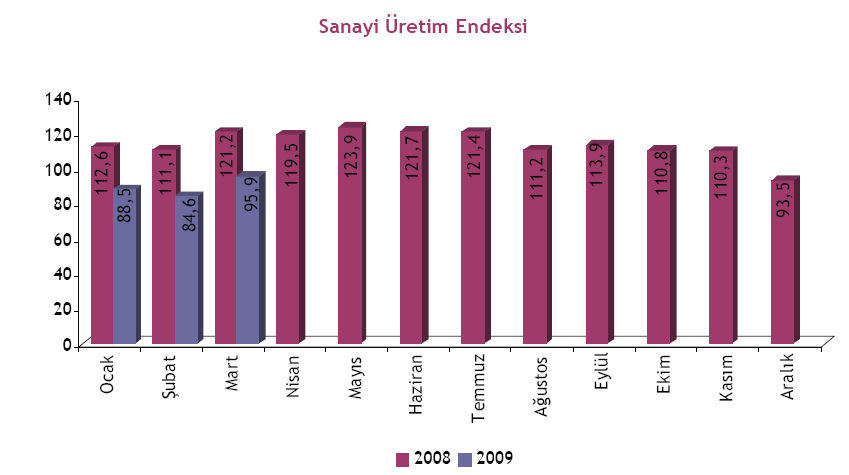 Sanayi Üretim Endeksi
140
120
100
80
60
40
20
0
112,6
88,5
111,1
84,6
121,2
95,9
119,5
123,9
121,7
121,4
111,2
113,9
110,8
110,3
93,5
Ocak
Şubat
Mart
Nisan
Mayıs
Haziran
Temmuz
Ağustos
Eylül
Ekim
Kasım
Aralık
2008
2009